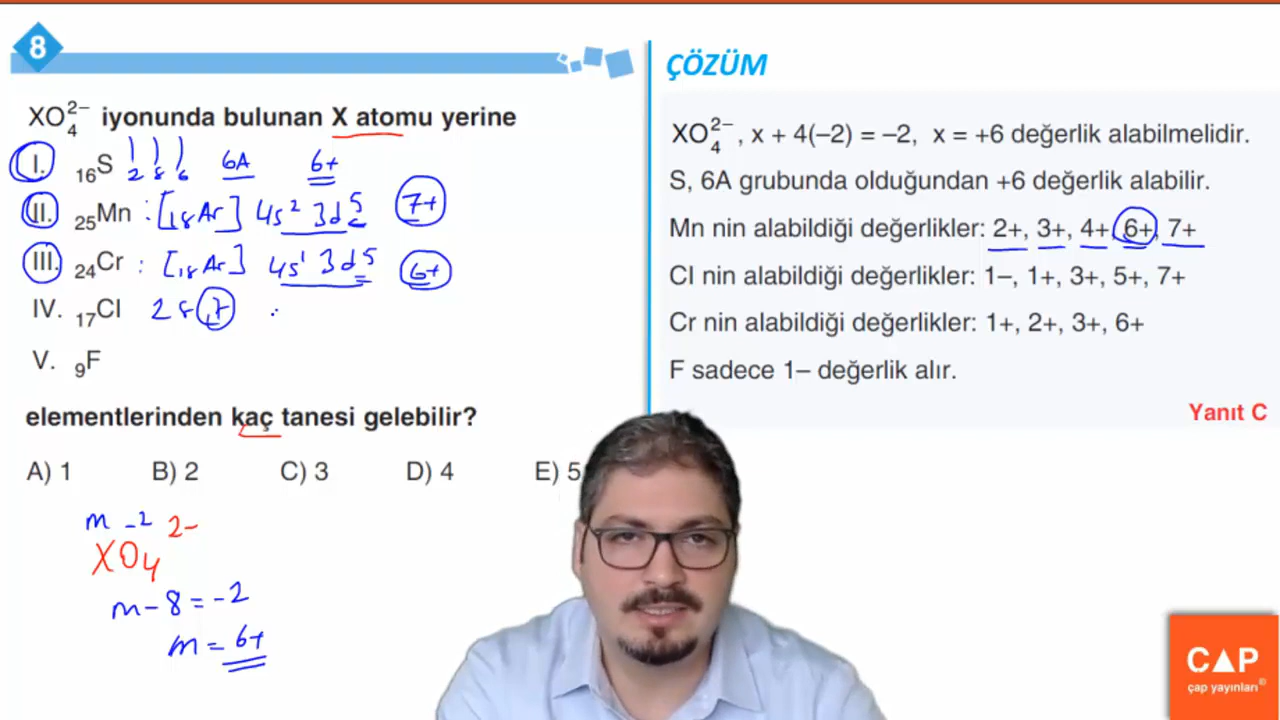 8
XO₄²⁻ iyonunda bulunan X atomu yerine
I. ₁₆S 2 8 6 6A 6+
II. ₂₅Mn : [₁₈Ar] 4s² 3d⁵ 7+
III. ₂₄Cr : [₁₈Ar] 4s¹ 3d⁵ 6+
IV. ₁₇Cl 2 8 7
V. ₉F
elementlerinden kaç tanesi gelebilir?
A) 1 B) 2 C) 3 D) 4 E) 5
m -2 2-
XO₄
m - 8 = -2
m = 6+
ÇÖZÜM
XO₄²⁻, x + 4(–2) = –2, x = +6 değerlik alabilmelidir.
S, 6A grubunda olduğundan +6 değerlik alabilir.
Mn nin alabildiği değerlikler: 2+, 3+, 4+, 6+, 7+
Cl nin alabildiği değerlikler: 1–, 1+, 3+, 5+, 7+
Cr nin alabildiği değerlikler: 1+, 2+, 3+, 6+
F sadece 1– değerlik alır.
Yanıt C
CAP
çap yayınları©